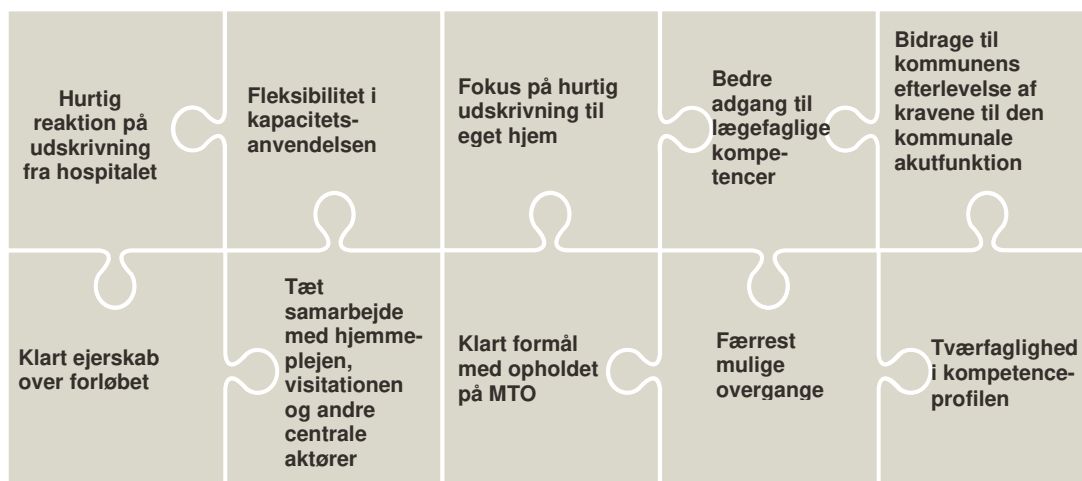 Hurtig
reaktion på
udskrivning
fra hospitalet
Fleksibilitet i
kapacitets-
anvendelsen
Fokus på hurtig
udskrivning til
eget hjem
Bedre
adgang til
lægefaglige
kompe-
tencer
Bidrage til
kommunens
efterlevelse af
kravene til den
kommunale
akutfunktion
Klart ejerskab
over forløbet
Tæt
samarbejde
med hjemme-
plejen,
visitationen
og andre
centrale
aktører
Klart formål
med opholdet
på MTO
Færrest
mulige
overgange
Tværfaglighed
i kompetence-
profilen